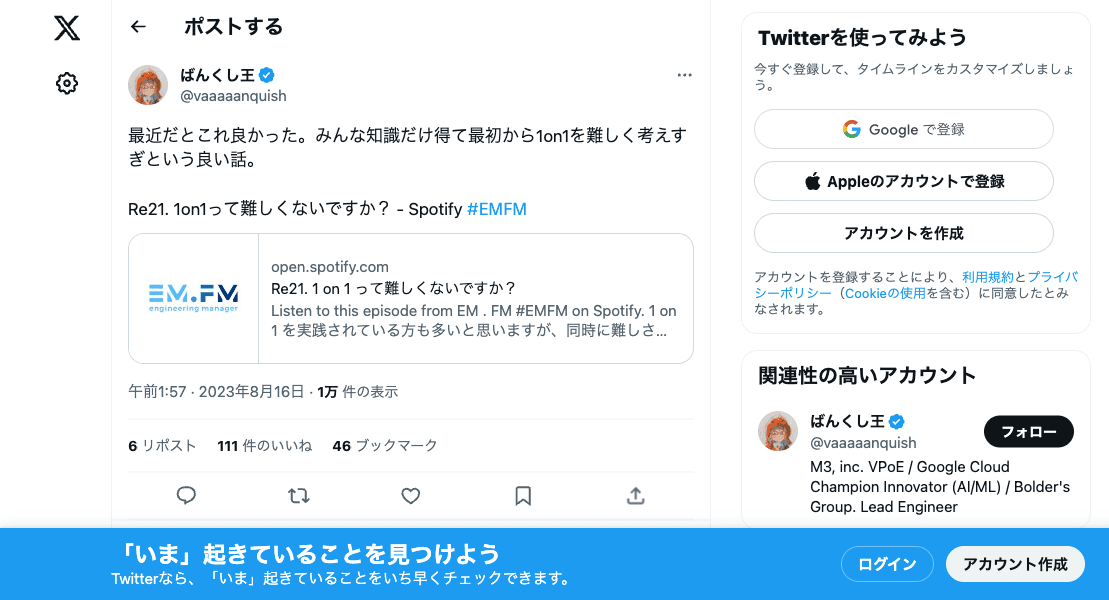 ポストする
ばんくし王
@vaaaaanquish
最近だとこれ良かった。みんな知識だけ得て最初から1on1を難しく考えす
ぎという良い話。
Re21. 1on1って難しくないですか？ - Spotify #EMFM
EM.FM
engineering manager
open.spotify.com
Re21. 1 on 1 って難しくないですか？
Listen to this episode from EM . FM #EMFM on Spotify. 1 on
1 を実践されている方も多いと思いますが、同時に難しさ...
午前1:57 · 2023年8月16日 · 1万 件の表示
6 リポスト 111 件のいいね 46 ブックマーク
Twitterを使ってみよう
今すぐ登録して、タイムラインをカスタマイズしましょ
う。
Google で登録
Appleのアカウントで登録
アカウントを作成
アカウントを登録することにより、利用規約とプライバ
シーポリシー（Cookieの使用を含む）に同意したとみ
なされます。
関連性の高いアカウント
ばんくし王
@vaaaaanquish
フォロー
M3, inc. VPoE / Google Cloud
Champion Innovator (AI/ML) / Bolder's
Group. Lead Engineer
「いま」起きていることを見つけよう
Twitterなら、「いま」起きていることをいち早くチェックできます。
ログイン
アカウント作成